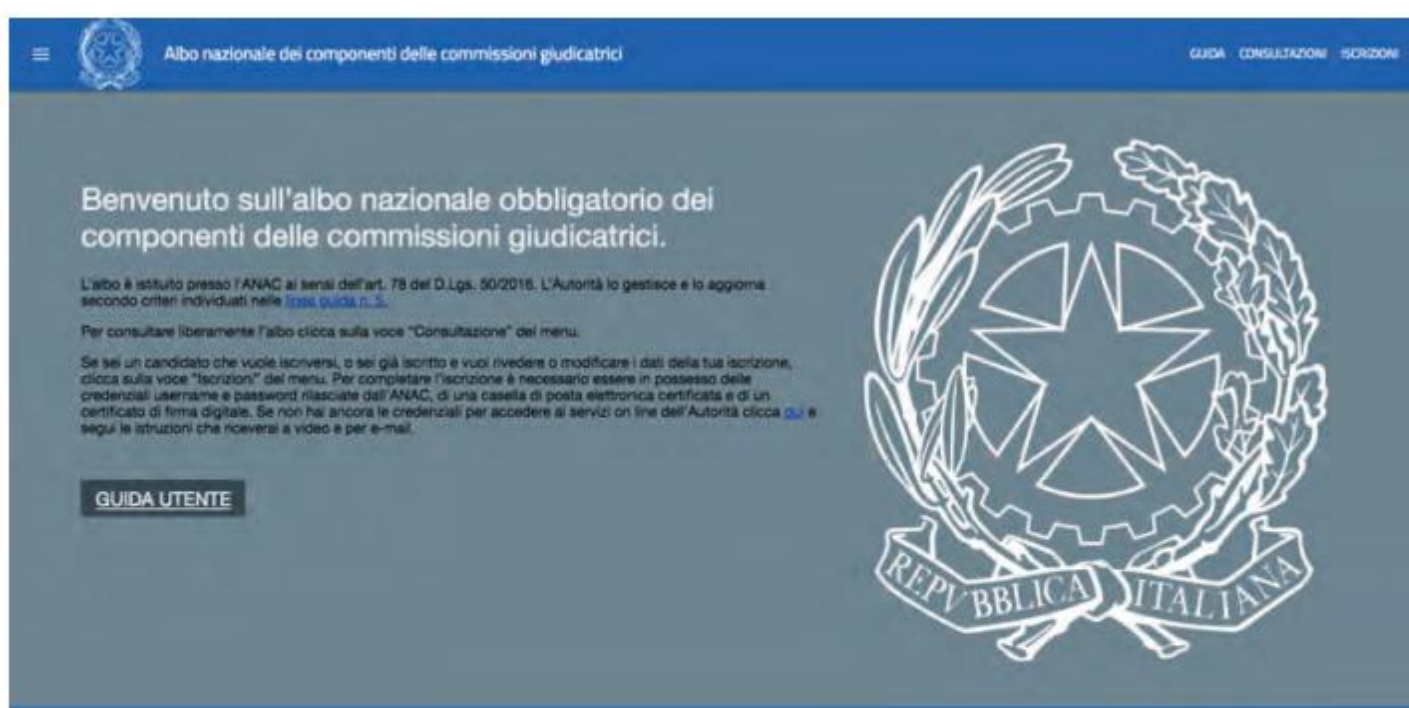 Albo nazionale dei componenti delle commissioni giudicatrici
GUIDA CONSULTAZIONI ISCRIZIONI
Benvenuto sull'albo nazionale obbligatorio dei
componenti delle commissioni giudicatrici.
L'albo è istituito presso l'ANAC ai sensi dell'art. 78 del D.Lgs. 50/2016. L'Autorità lo gestisce e lo aggiorna
secondo criteri individuati nelle linee guida n. 5.
Per consultare liberamente l'albo clicca sulla voce "Consultazione" del menu.
Se sei un candidato che vuole iscriversi, o sei già iscritto e vuoi rivedere o modificare i dati della tua iscrizione,
clicca sulla voce "Iscrizioni" del menu. Per completare l'iscrizione è necessario essere in possesso delle
credenziali username e password rilasciate dall'ANAC, di una casella di posta elettronica certificata e di un
certificato di firma digitale. Se non hai ancora le credenziali per accedere ai servizi on line dell'Autorità clicca qui e
segui le istruzioni che riceverai a video e per e-mail.
GUIDA UTENTE
REPVBBLICA ITALIANA